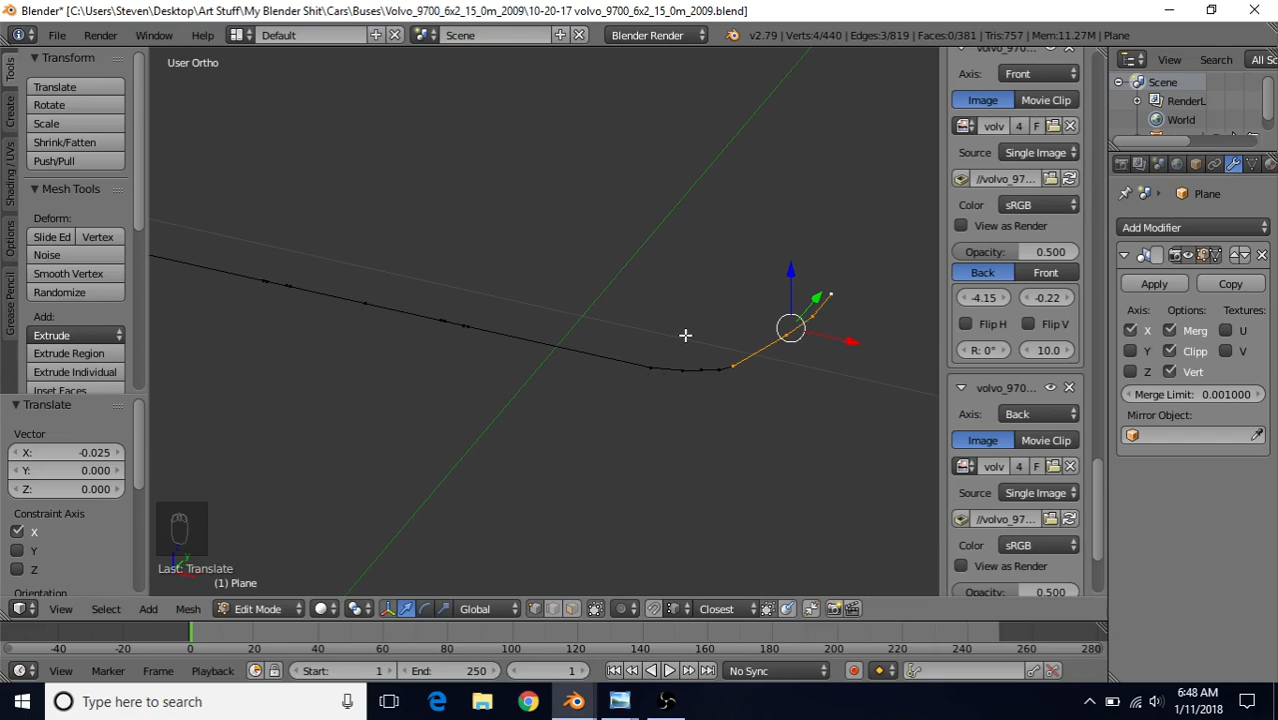 Blender* [C:\Users\Steven\Desktop\Art Stuff\My Blender Shit\Cars\Buses\Volvo_9700_6x2_15_0m_2009\10-20-17 volvo_9700_6x2_15_0m_2009.blend]
File Render Window Help Default Scene Blender Render v2.79 | Verts:4/440 | Edges:3/819 | Faces:0/381 | Tris:757 | Mem:11.27M | Plane
Tools
Create
Shading / UVs
Options
Grease Pencil
Transform
Translate
Rotate
Scale
Shrink/Fatten
Push/Pull
Mesh Tools
Deform:
Slide Ed Vertex
Noise
Smooth Vertex
Randomize
Add:
Extrude
Extrude Region
Extrude Individual
Inset Faces
Translate
Vector
X: -0.025
Y: 0.000
Z: 0.000
Constraint Axis
X
Y
Z
Orientation
User Ortho
Last: Translate
(1) Plane
volvo_970...
Axis: Front
Image Movie Clip
volv 4 F
Source Single Image
//volvo_97...
Color sRGB
View as Render
Opacity: 0.500
Back Front
-4.15 -0.22
Flip H Flip V
R: 0° 10.0
volvo_970...
Axis: Back
Image Movie Clip
volv 4 F
Source Single Image
//volvo_97...
Color sRGB
View as Render
Opacity: 0.500
View Search All Sc
Scene
RenderL
World
Plane
Add Modifier
Apply Copy
Axis: Options: Textures:
X Merg U
Y Clipp V
Z Vert
Merge Limit: 0.001000
Mirror Object:
View Select Add Mesh Edit Mode Global Closest
-40 -20 0 20 40 60 80 100 120 140 160 180 200 220 240 260 280
View Marker Frame Playback Start: 1 End: 250 1 No Sync
Type here to search
6:48 AM
1/11/2018